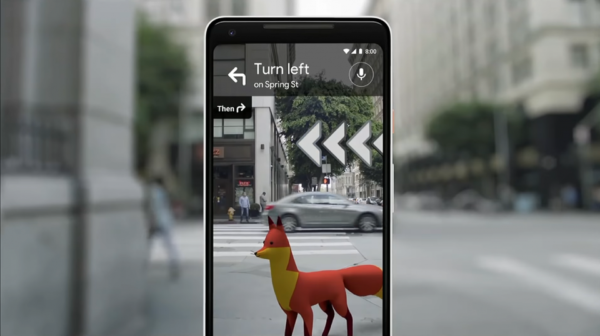 8:00
Turn left
on Spring St
Then